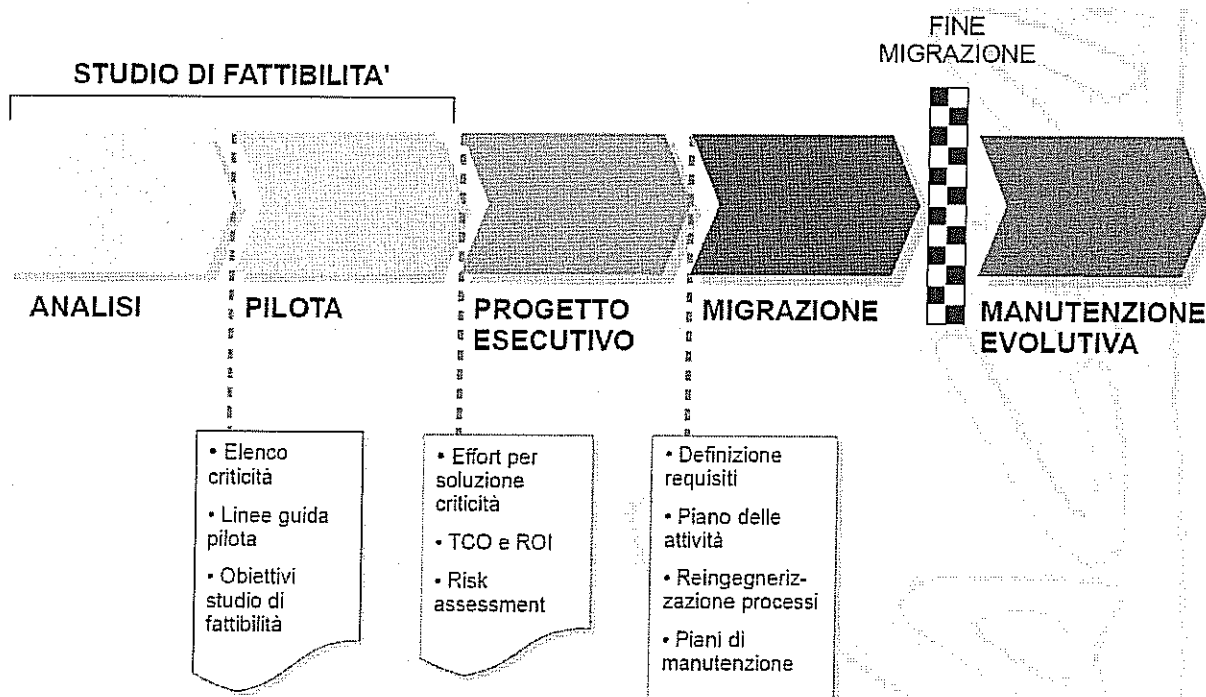 FINE
MIGRAZIONE
STUDIO DI FATTIBILITA'
ANALISI
PILOTA
PROGETTO
ESECUTIVO
MIGRAZIONE
MANUTENZIONE
EVOLUTIVA
• Elenco
criticità
• Linee guida
pilota
• Obiettivi
studio di
fattibilità
• Effort per
soluzione
criticità
• TCO e ROI
• Risk
assessment
• Definizione
requisiti
• Piano delle
attività
• Reingegneriz-
zazione processi
• Piani di
manutenzione